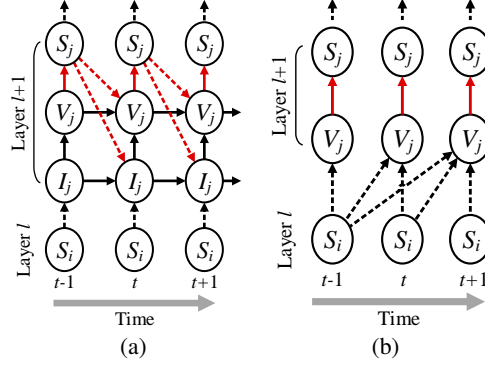 S_j S_j S_j
V_j V_j V_j
I_j I_j I_j
S_i S_i S_i
Layer l+1
Layer l
t-1 t t+1
Time
(a)
S_j S_j S_j
V_j V_j V_j
S_i S_i S_i
Layer l+1
Layer l
t-1 t t+1
Time
(b)